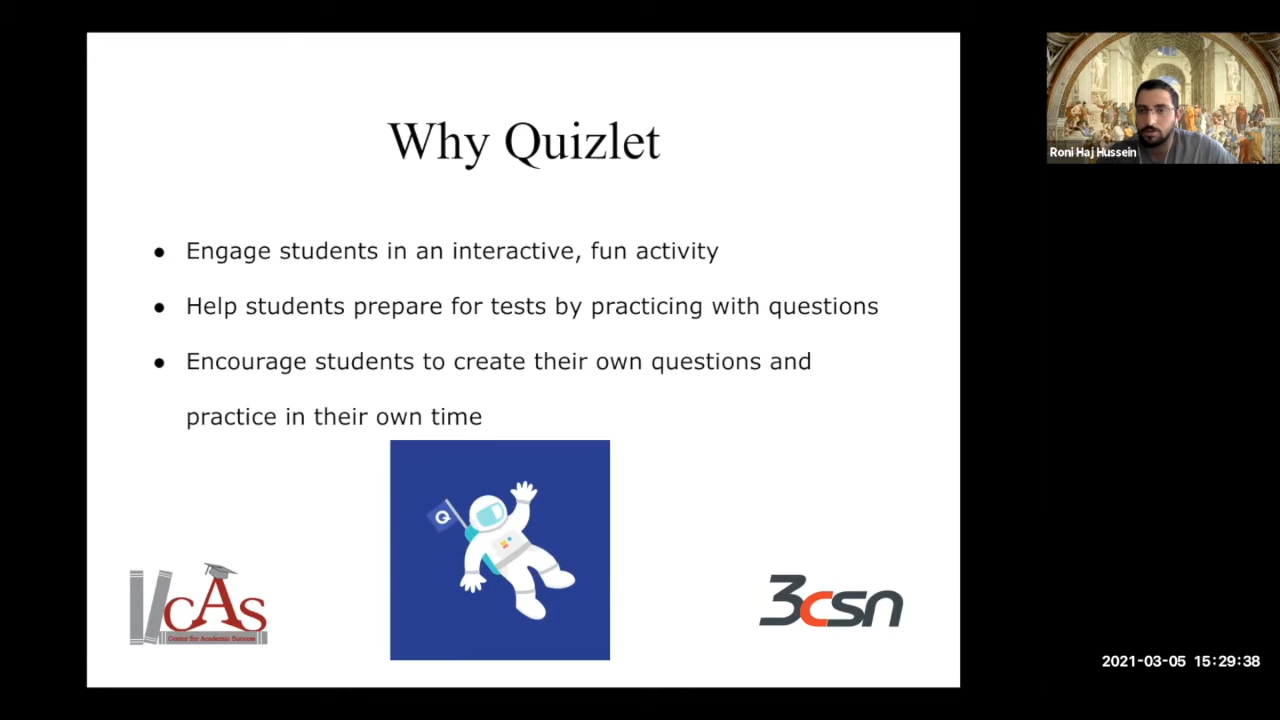 Why Quizlet
Roni Haj Hussein
● Engage students in an interactive, fun activity
● Help students prepare for tests by practicing with questions
● Encourage students to create their own questions and
practice in their own time
Q
cAs
Center for Academic Success
3csn
2021-03-05 15:29:38